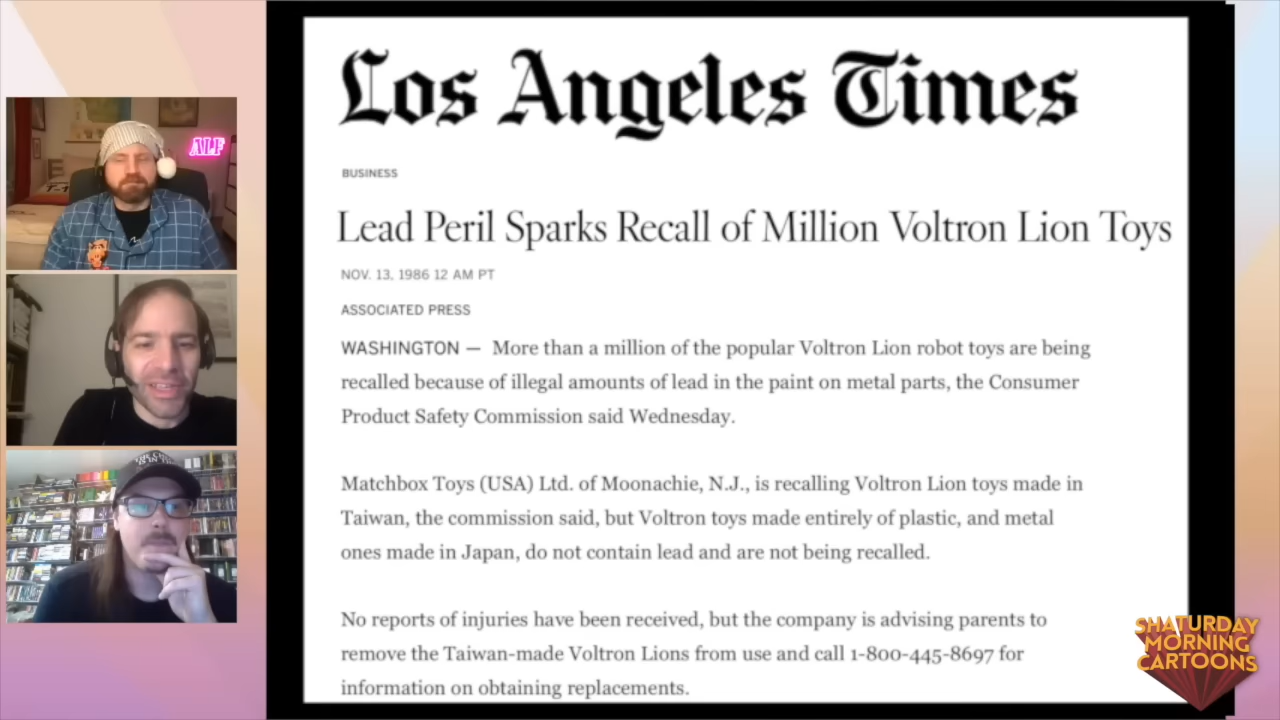 Los Angeles Times
BUSINESS
Lead Peril Sparks Recall of Million Voltron Lion Toys
NOV. 13, 1986 12 AM PT
ASSOCIATED PRESS
WASHINGTON — More than a million of the popular Voltron Lion robot toys are being
recalled because of illegal amounts of lead in the paint on metal parts, the Consumer
Product Safety Commission said Wednesday.
Matchbox Toys (USA) Ltd. of Moonachie, N.J., is recalling Voltron Lion toys made in
Taiwan, the commission said, but Voltron toys made entirely of plastic, and metal
ones made in Japan, do not contain lead and are not being recalled.
No reports of injuries have been received, but the company is advising parents to
remove the Taiwan-made Voltron Lions from use and call 1-800-445-8697 for
information on obtaining replacements.
ALF
SHATURDAY
MORNING
CARTOONS